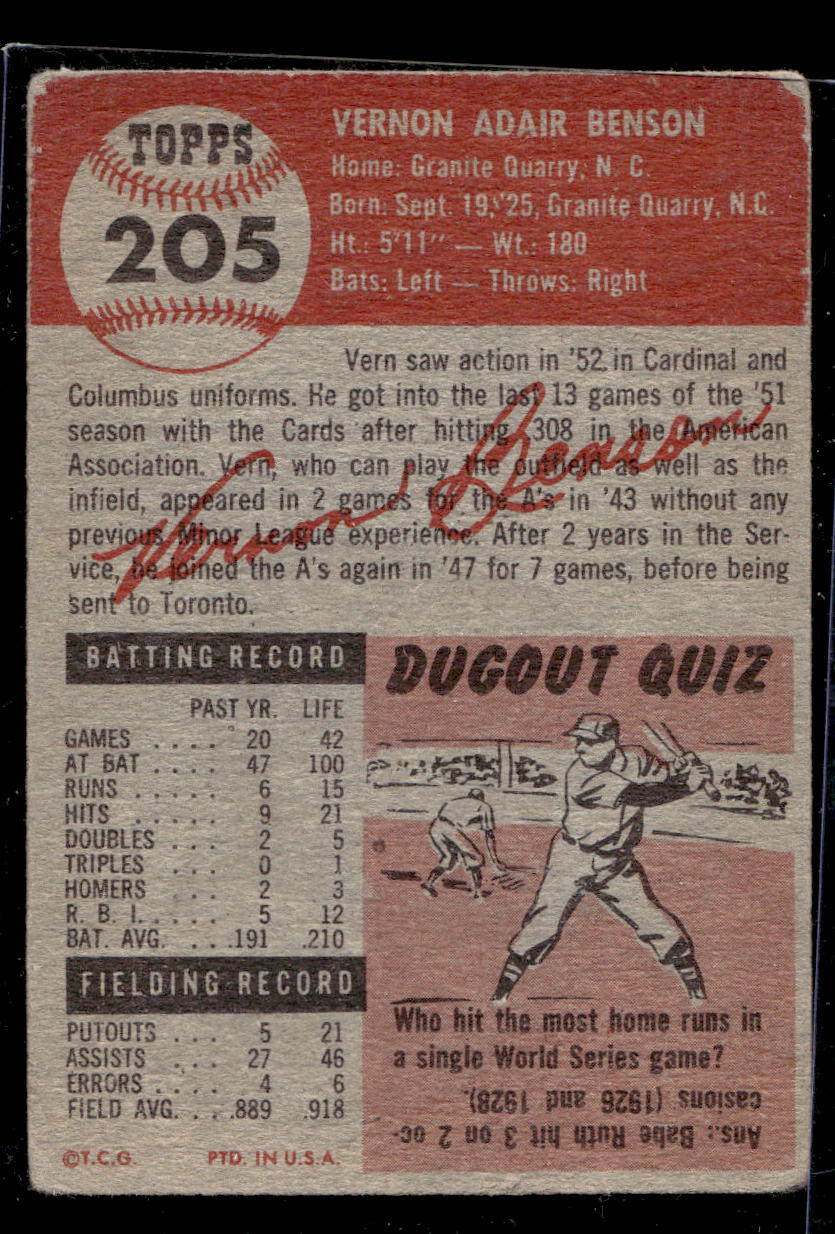 TOPPS
205
VERNON ADAIR BENSON
Home: Granite Quarry, N. C.
Born: Sept. 19, '25, Granite Quarry, N.C.
Ht.: 5'11" — Wt.: 180
Bats: Left — Throws: Right
Vern saw action in '52 in Cardinal and
Columbus uniforms. He got into the last 13 games of the '51
season with the Cards after hitting .308 in the American
Association. Vern, who can play the outfield as well as the
infield, appeared in 2 games for the A's in '43 without any
previous Minor League experience. After 2 years in the Ser-
vice, he joined the A's again in '47 for 7 games, before being
sent to Toronto.
Vernon Benson
BATTING RECORD
PAST YR. LIFE
GAMES .... 20 42
AT BAT .... 47 100
RUNS ..... 6 15
HITS ..... 9 21
DOUBLES ... 2 5
TRIPLES ... 0 1
HOMERS ... 2 3
R. B. I. .... 5 12
BAT. AVG. ...191 .210
FIELDING RECORD
PUTOUTS ... 5 21
ASSISTS ... 27 46
ERRORS .... 4 6
FIELD AVG. ...889 .918
©T.C.G. PTD. IN U.S.A.
DUGOUT QUIZ
Who hit the most home runs in
a single World Series game?
Ans.: Babe Ruth hit 3 on 2 oc-
casions (1926 and 1928).